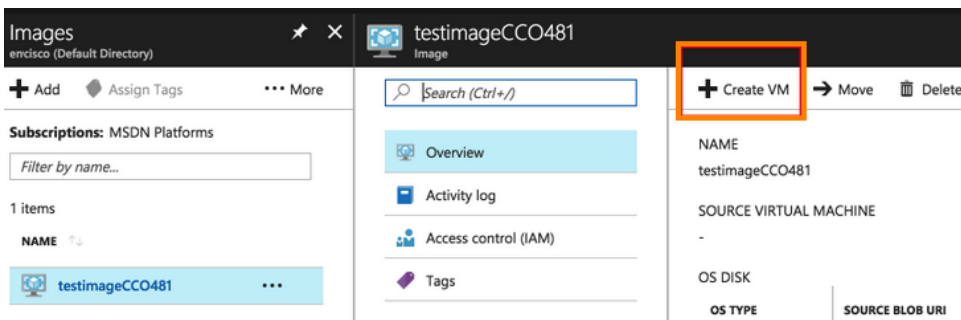 Images
encisco (Default Directory)
Add
Assign Tags
More
Subscriptions: MSDN Platforms
Filter by name...
1 items
NAME
testimageCCO481
testimageCCO481
Image
Search (Ctrl+/)
Overview
Activity log
Access control (IAM)
Tags
Create VM
Move
Delete
NAME
testimageCCO481
SOURCE VIRTUAL MACHINE
-
OS DISK
OS TYPE
SOURCE BLOB URI